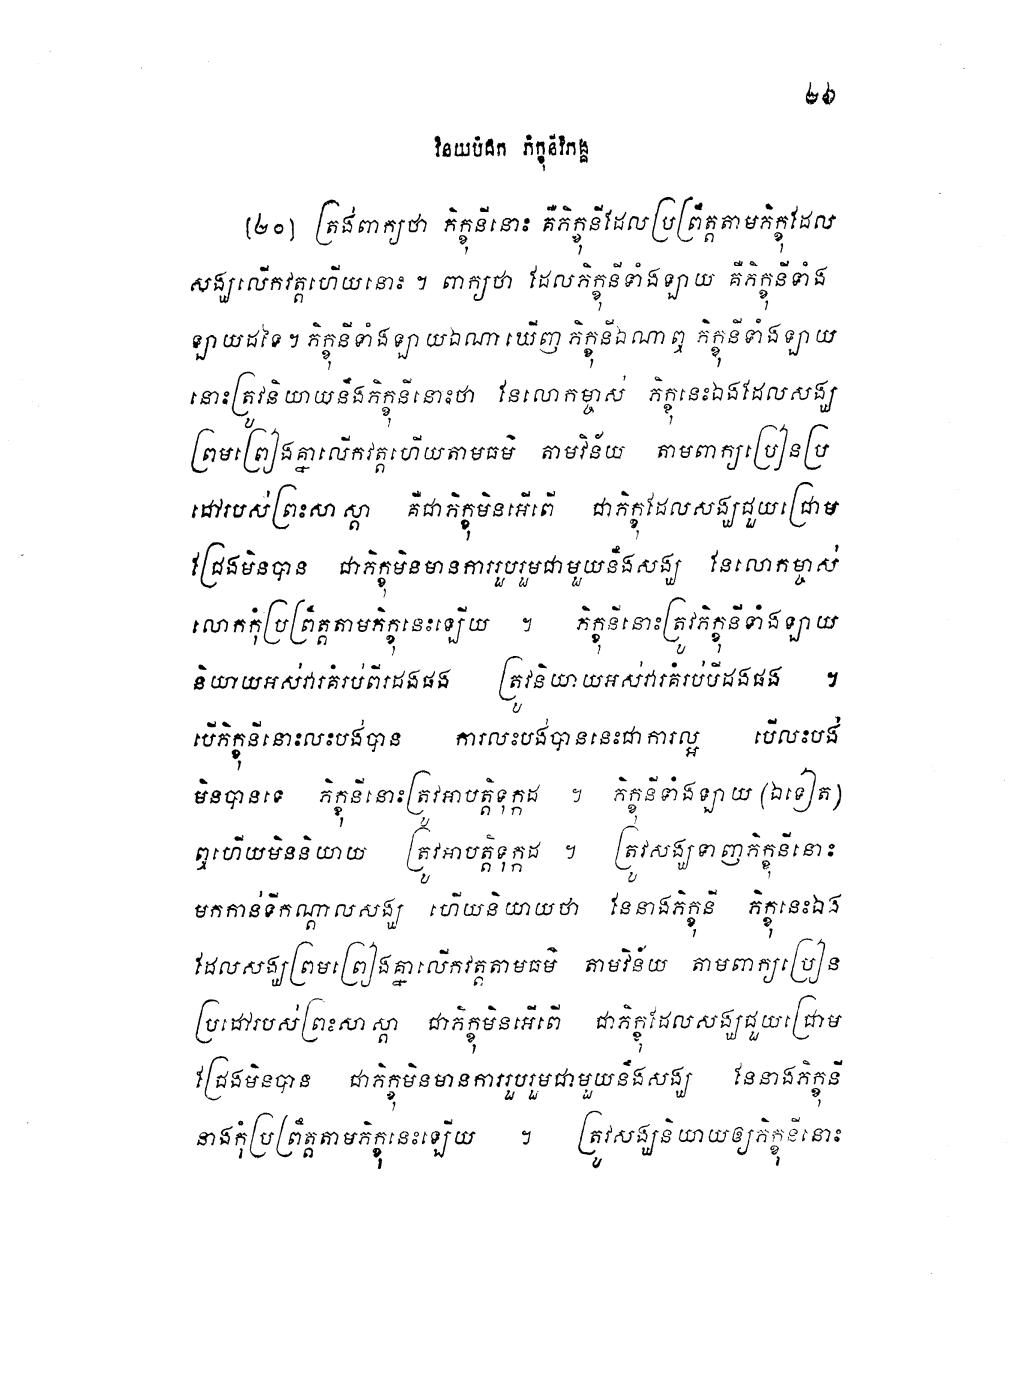 ២៦
វិនយបិដក ភិក្ខុនីវិភង្គ
(២០) ត្រង់ពាក្យថា ភិក្ខុនីនោះ គឺភិក្ខុនីដែលប្រព្រឹត្តតាមភិក្ខុដែល
សង្ឃលើកវត្តហើយនោះ ។ ពាក្យថា ដែលភិក្ខុនីទាំងឡាយ គឺភិក្ខុនីទាំង
ឡាយដទៃ ។ ភិក្ខុនីទាំងឡាយឯណាឃើញ ភិក្ខុនីឯណាឮ ភិក្ខុនីទាំងឡាយ
នោះត្រូវនិយាយនឹងភិក្ខុនីនោះថា នែលោកម្ចាស់ ភិក្ខុនេះឯងដែលសង្ឃ
ព្រមព្រៀងគ្នាលើកវត្តហើយតាមធម៌ តាមវិន័យ តាមពាក្យប្រៀនប្រ
ដៅរបស់ព្រះសាស្តា គឺជាភិក្ខុមិនអើពើ ជាភិក្ខុដែលសង្ឃជួយជ្រោម
ជ្រែងមិនបាន ជាភិក្ខុមិនមានការរួបរួមជាមួយនឹងសង្ឃ នែលោកម្ចាស់
លោកកុំប្រព្រឹត្តតាមភិក្ខុនេះឡើយ ។ ភិក្ខុនីនោះត្រូវភិក្ខុនីទាំងឡាយ
និយាយអស់វារគំរប់ពីរដងផង ត្រូវនិយាយអស់វារគំរប់បីដងផង ។
បើភិក្ខុនីនោះលះបង់បាន ការលះបង់បាននេះជាការល្អ បើលះបង់
មិនបានទេ ភិក្ខុនីនោះត្រូវអាបត្តិទុក្កដ ។ ភិក្ខុនីទាំងឡាយ (ឯទៀត)
ឮហើយមិននិយាយ ត្រូវអាបត្តិទុក្កដ ។ ត្រូវសង្ឃទាញភិក្ខុនីនោះ
មកកាន់ទីកណ្តាលសង្ឃ ហើយនិយាយថា នែនាងភិក្ខុនី ភិក្ខុនេះឯង
ដែលសង្ឃព្រមព្រៀងគ្នាលើកវត្តតាមធម៌ តាមវិន័យ តាមពាក្យប្រៀន
ប្រដៅរបស់ព្រះសាស្តា ជាភិក្ខុមិនអើពើ ជាភិក្ខុដែលសង្ឃជួយជ្រោម
ជ្រែងមិនបាន ជាភិក្ខុមិនមានការរួបរួមជាមួយនឹងសង្ឃ នែនាងភិក្ខុនី
នាងកុំប្រព្រឹត្តតាមភិក្ខុនេះឡើយ ។ ត្រូវសង្ឃនិយាយឲ្យភិក្ខុនីនោះ